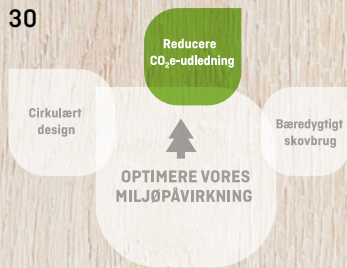 30
Reducere
CO₂e-udledning
Cirkulært
design
Bæredygtigt
skovbrug
OPTIMERE VORES
MILJØPÅVIRKNING